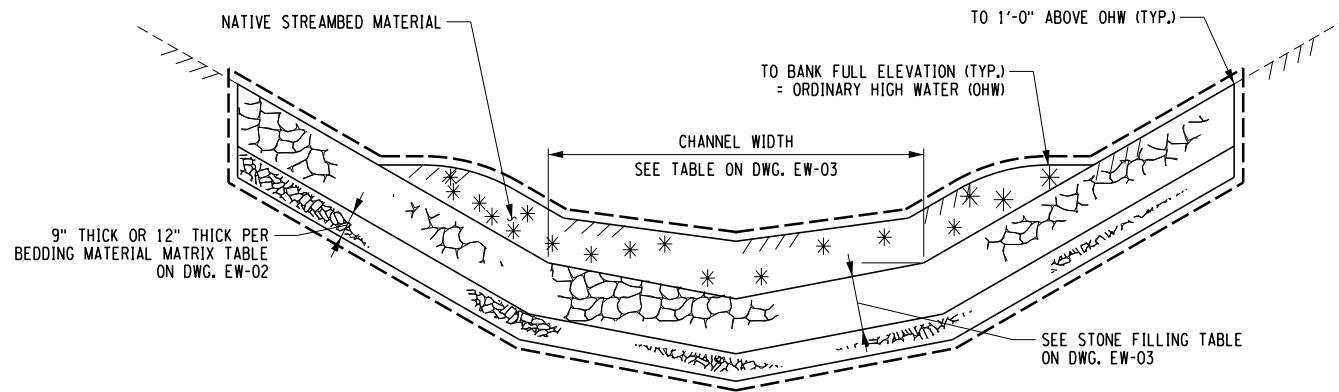 NATIVE STREAMBED MATERIAL
TO 1'-0" ABOVE OHW (TYP.)
TO BANK FULL ELEVATION (TYP.)
= ORDINARY HIGH WATER (OHW)
CHANNEL WIDTH
SEE TABLE ON DWG. EW-03
9" THICK OR 12" THICK PER
BEDDING MATERIAL MATRIX TABLE
ON DWG. EW-02
SEE STONE FILLING TABLE
ON DWG. EW-03